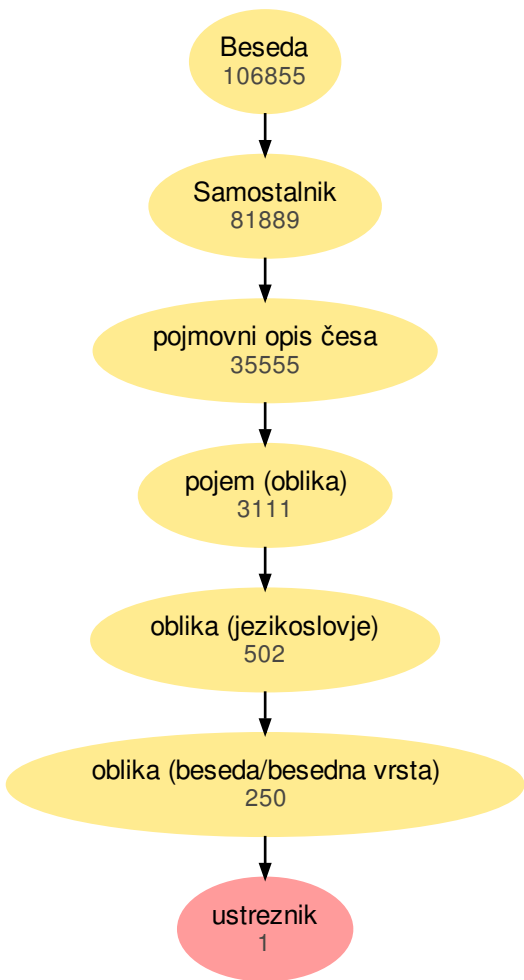 Beseda
106855
Samostalnik
81889
pojmovni opis česa
35555
pojem (oblika)
3111
oblika (jezikoslovje)
502
oblika (beseda/besedna vrsta)
250
ustreznik
1